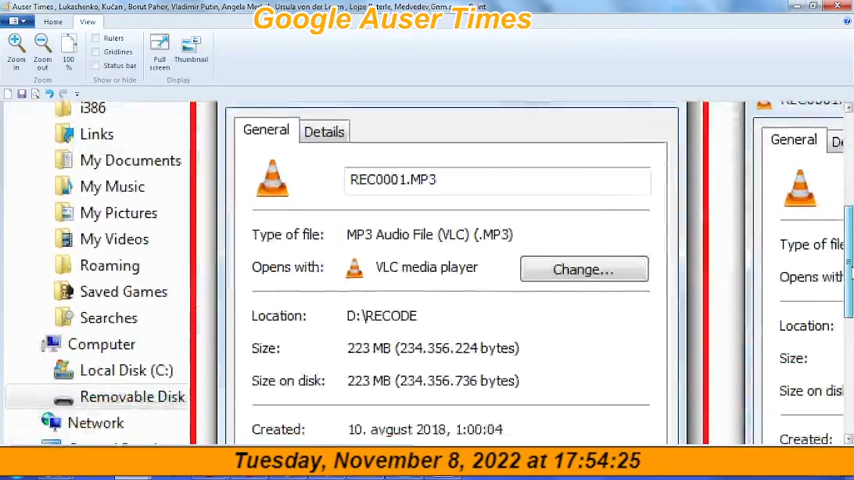 Auser Times , Lukashenko, Kučan , Borut Pahor, Vladimir Putin, Angela
Google Auser Times
Home
View
Rulers
Gridlines
Status bar
Zoom in
Zoom out
100 %
Full screen
Thumbnail
Zoom
Show or hide
Display
i386
Links
My Documents
My Music
My Pictures
My Videos
Roaming
Saved Games
Searches
Computer
Local Disk (C:)
Removable Disk
Network
General
Details
REC0001.MP3
Type of file:
MP3 Audio File (VLC) (.MP3)
Opens with:
VLC media player
Change...
Location:
D:\RECODE
Size:
223 MB (234.356.224 bytes)
Size on disk:
223 MB (234.356.736 bytes)
Created:
10. avgust 2018, 1:00:04
General
Type of file
Opens with
Location:
Size:
Size on disk
Created:
Tuesday, November 8, 2022 at 17:54:25